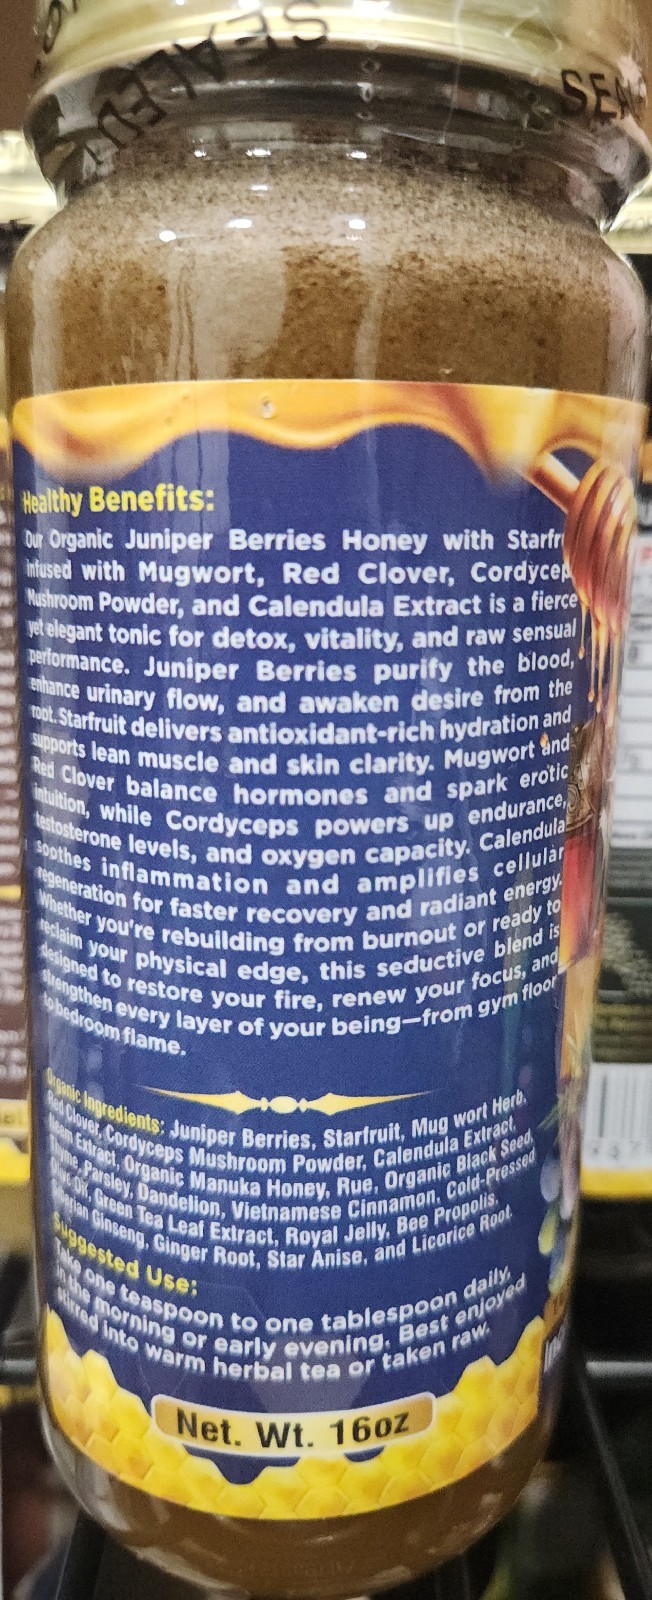 SEALED
SEA
Healthy Benefits:
Our Organic Juniper Berries Honey with Starfr
infused with Mugwort, Red Clover, Cordycep
Mushroom Powder, and Calendula Extract is a fierce
yet elegant tonic for detox, vitality, and raw sensual
performance. Juniper Berries purify the blood,
enhance urinary flow, and awaken desire from the
root. Starfruit delivers antioxidant-rich hydration and
supports lean muscle and skin clarity. Mugwort and
Red Clover balance hormones and spark erotic
intuition, while Cordyceps powers up endurance,
testosterone levels, and oxygen capacity. Calendula
soothes inflammation and amplifies cellular
regeneration for faster recovery and radiant energy.
Whether you're rebuilding from burnout or ready to
reclaim your physical edge, this seductive blend is
designed to restore your fire, renew your focus, and
strengthen every layer of your being—from gym floor
to bedroom flame.
Organic Ingredients: Juniper Berries, Starfruit, Mug wort Herb,
Red Clover, Cordyceps Mushroom Powder, Calendula Extract,
Extract, Organic Manuka Honey, Rue, Organic Black Seed,
Thyme, Parsley, Dandelion, Vietnamese Cinnamon, Cold-Pressed
Olive Oil, Green Tea Leaf Extract, Royal Jelly, Bee Propolis,
Siberian Ginseng, Ginger Root, Star Anise, and Licorice Root.
Suggested Use:
Take one teaspoon to one tablespoon daily,
in the morning or early evening. Best enjoyed
stirred into warm herbal tea or taken raw.
Net. Wt. 16oz